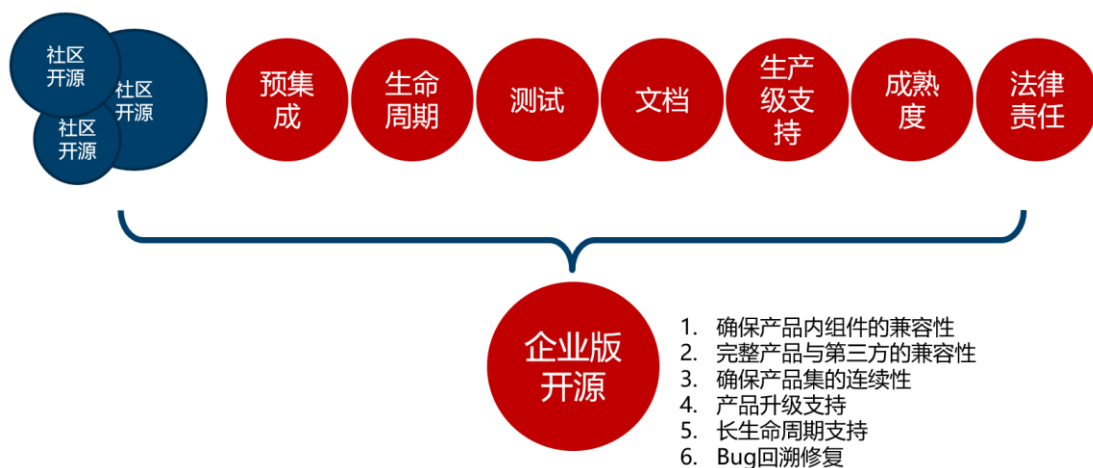 社区
开源
社区
开源
社区
开源
预集
成
生命
周期
测试
文档
生产
级支
持
成熟
度
法律
责任
企业版
开源
1. 确保产品内组件的兼容性
2. 完整产品与第三方的兼容性
3. 确保产品集的连续性
4. 产品升级支持
5. 长生命周期支持
6. Bug回溯修复